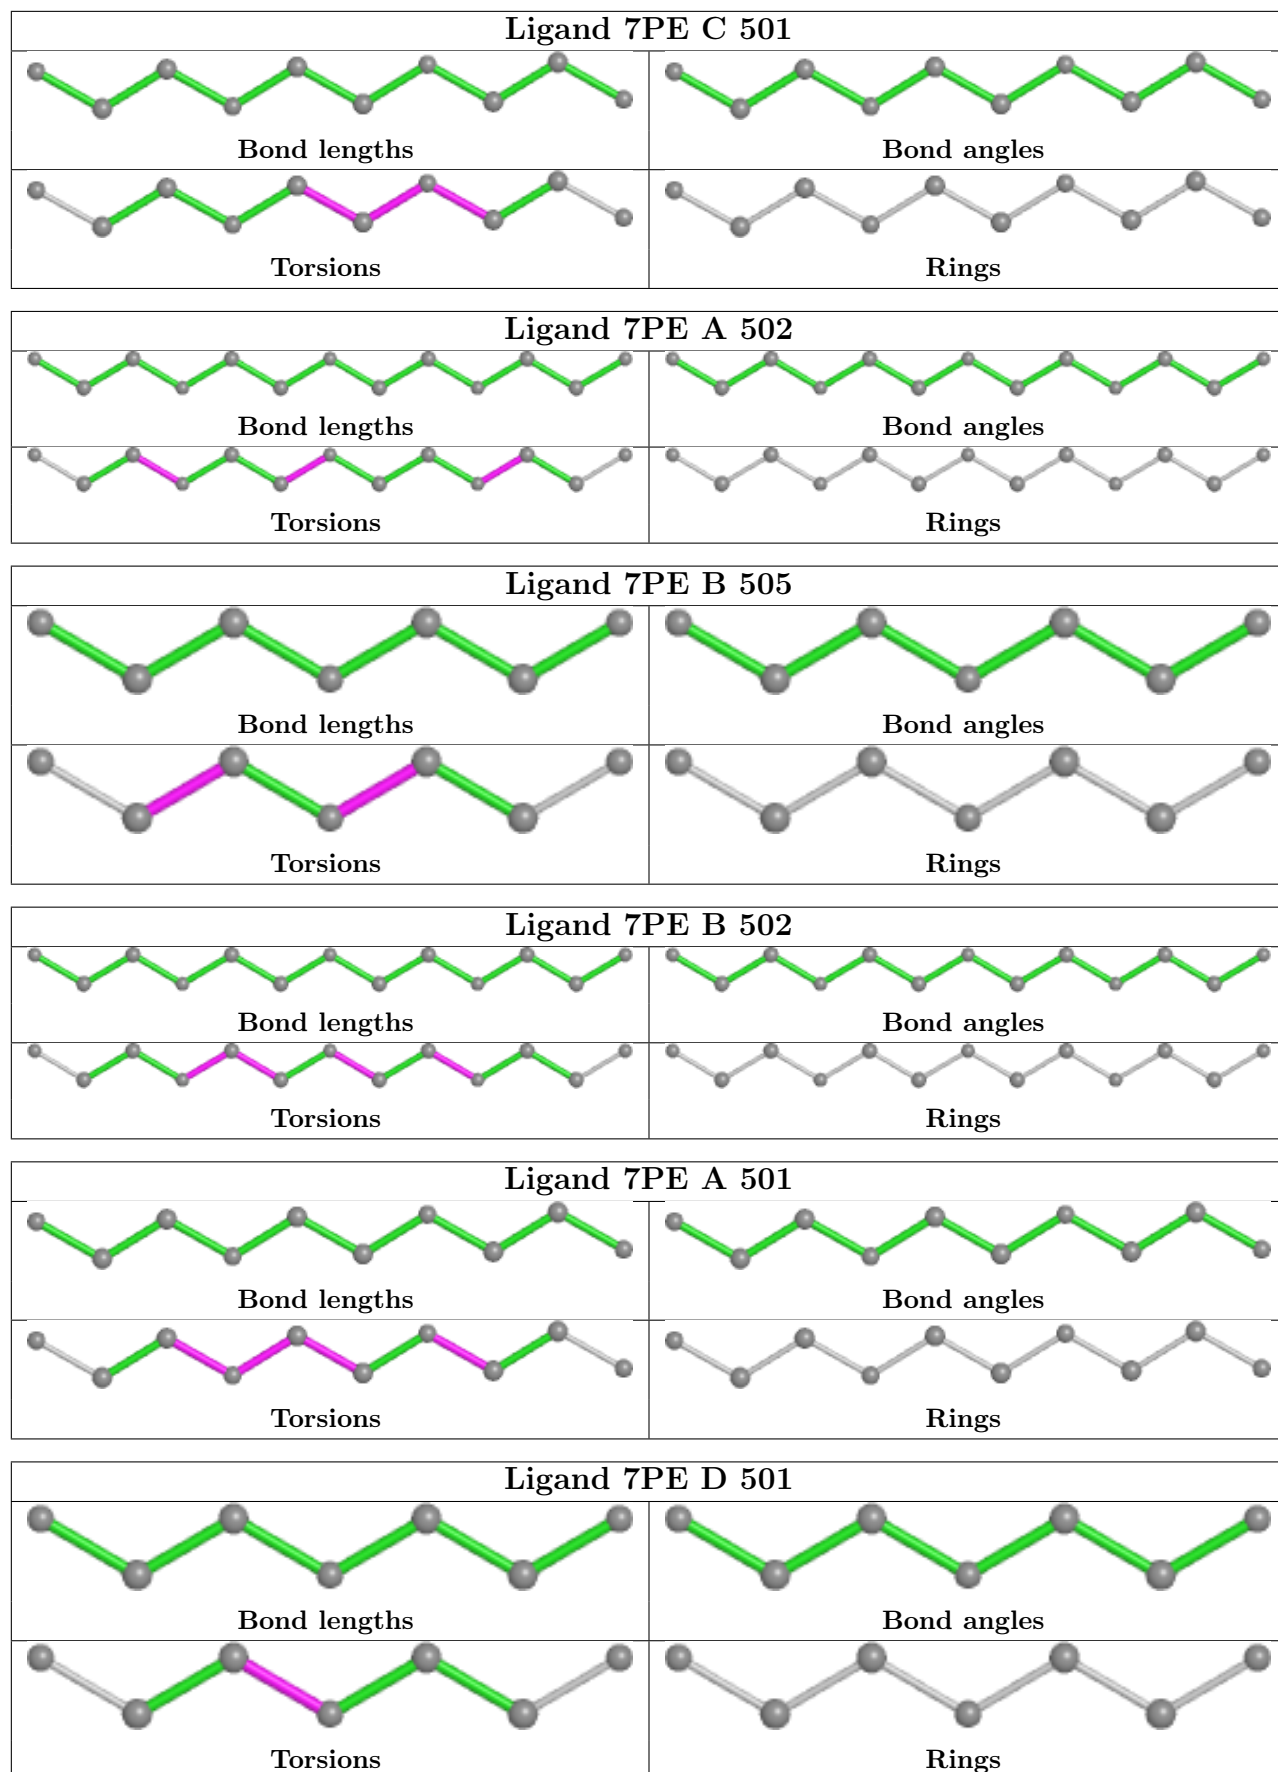 Ligand 7PE C 501
Bond lengths
Bond angles
Torsions
Rings
Ligand 7PE A 502
Bond lengths
Bond angles
Torsions
Rings
Ligand 7PE B 505
Bond lengths
Bond angles
Torsions
Rings
Ligand 7PE B 502
Bond lengths
Bond angles
Torsions
Rings
Ligand 7PE A 501
Bond lengths
Bond angles
Torsions
Rings
Ligand 7PE D 501
Bond lengths
Bond angles
Torsions
Rings